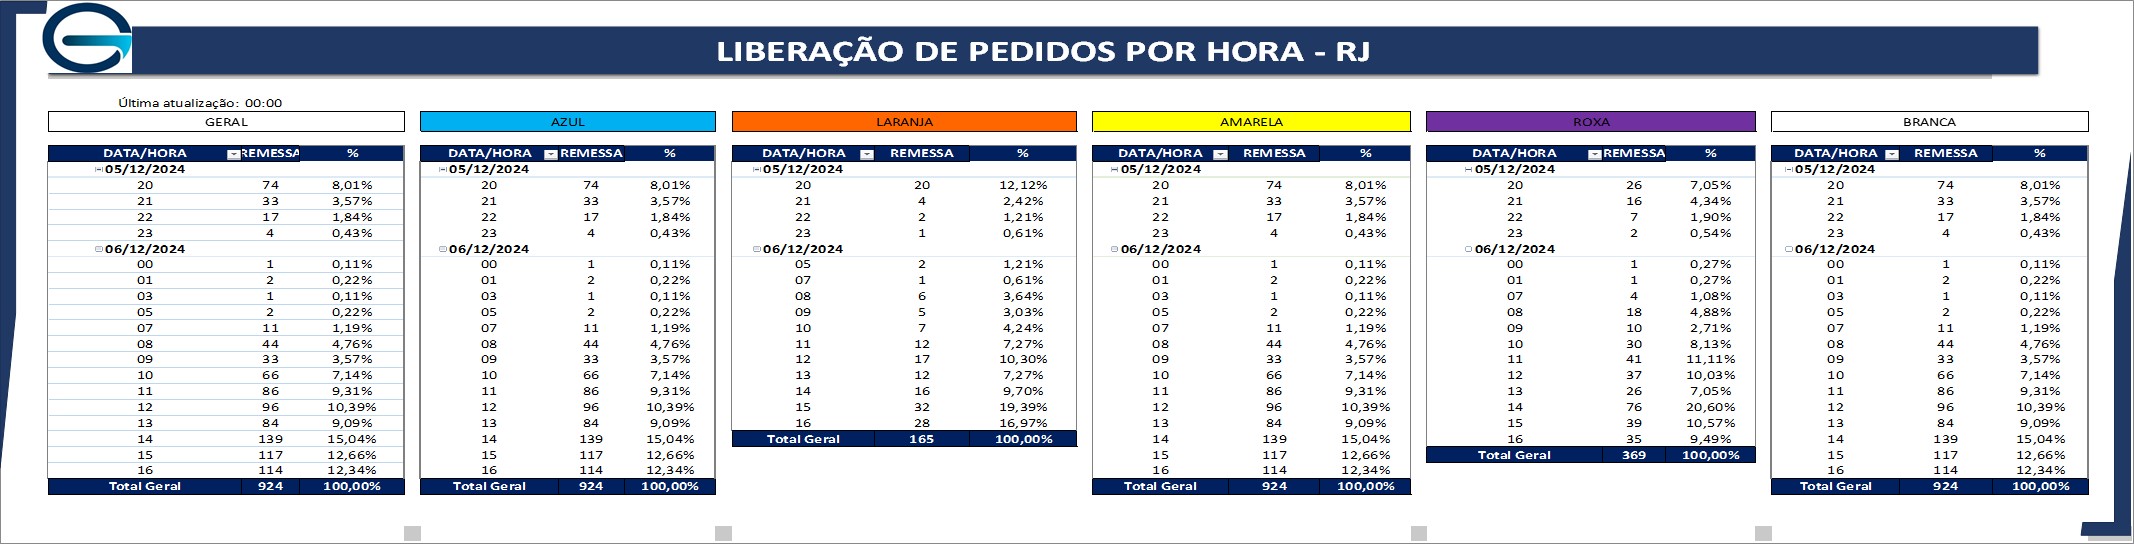 LIBERAÇÃO DE PEDIDOS POR HORA - RJ
Última atualização: 00:00
GERAL AZUL LARANJA AMARELA ROXA BRANCA
DATA/HORA REMESSA % DATA/HORA REMESSA % DATA/HORA REMESSA % DATA/HORA REMESSA % DATA/HORA REMESSA % DATA/HORA REMESSA %
05/12/2024 05/12/2024 05/12/2024 05/12/2024 05/12/2024 05/12/2024
20 74 8,01% 20 74 8,01% 20 20 12,12% 20 74 8,01% 20 26 7,05% 20 74 8,01%
21 33 3,57% 21 33 3,57% 21 4 2,42% 21 33 3,57% 21 16 4,34% 21 33 3,57%
22 17 1,84% 22 17 1,84% 22 2 1,21% 22 17 1,84% 22 7 1,90% 22 17 1,84%
23 4 0,43% 23 4 0,43% 23 1 0,61% 23 4 0,43% 23 2 0,54% 23 4 0,43%
06/12/2024 06/12/2024 06/12/2024 06/12/2024 06/12/2024 06/12/2024
00 1 0,11% 00 1 0,11% 05 2 1,21% 00 1 0,11% 00 1 0,27% 00 1 0,11%
01 2 0,22% 01 2 0,22% 07 1 0,61% 01 2 0,22% 01 1 0,27% 01 2 0,22%
03 1 0,11% 03 1 0,11% 08 6 3,64% 03 1 0,11% 07 4 1,08% 03 1 0,11%
05 2 0,22% 05 2 0,22% 09 5 3,03% 05 2 0,22% 08 18 4,88% 05 2 0,22%
07 11 1,19% 07 11 1,19% 10 7 4,24% 07 11 1,19% 09 10 2,71% 07 11 1,19%
08 44 4,76% 08 44 4,76% 11 12 7,27% 08 44 4,76% 10 30 8,13% 08 44 4,76%
09 33 3,57% 09 33 3,57% 12 17 10,30% 09 33 3,57% 11 41 11,11% 09 33 3,57%
10 66 7,14% 10 66 7,14% 13 12 7,27% 10 66 7,14% 12 37 10,03% 10 66 7,14%
11 86 9,31% 11 86 9,31% 14 16 9,70% 11 86 9,31% 13 26 7,05% 11 86 9,31%
12 96 10,39% 12 96 10,39% 15 32 19,39% 12 96 10,39% 14 76 20,60% 12 96 10,39%
13 84 9,09% 13 84 9,09% 16 28 16,97% 13 84 9,09% 15 39 10,57% 13 84 9,09%
14 139 15,04% 14 139 15,04% Total Geral 165 100,00% 14 139 15,04% 16 35 9,49% 14 139 15,04%
15 117 12,66% 15 117 12,66% 15 117 12,66% Total Geral 369 100,00% 15 117 12,66%
16 114 12,34% 16 114 12,34% 16 114 12,34% 16 114 12,34%
Total Geral 924 100,00% Total Geral 924 100,00% Total Geral 924 100,00% Total Geral 924 100,00%